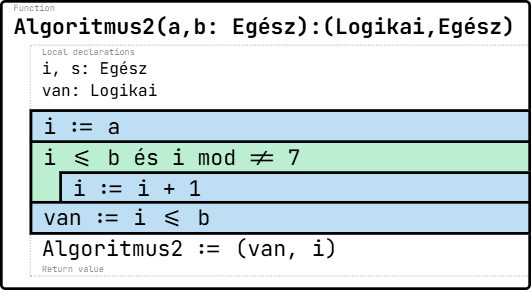 Function
Algoritmus2(a,b: Egész):(Logikai,Egész)
Local declarations
i, s: Egész
van: Logikai
i := a
i ⩽ b és i mod ≠ 7
i := i + 1
van := i ⩽ b
Algoritmus2 := (van, i)
Return value